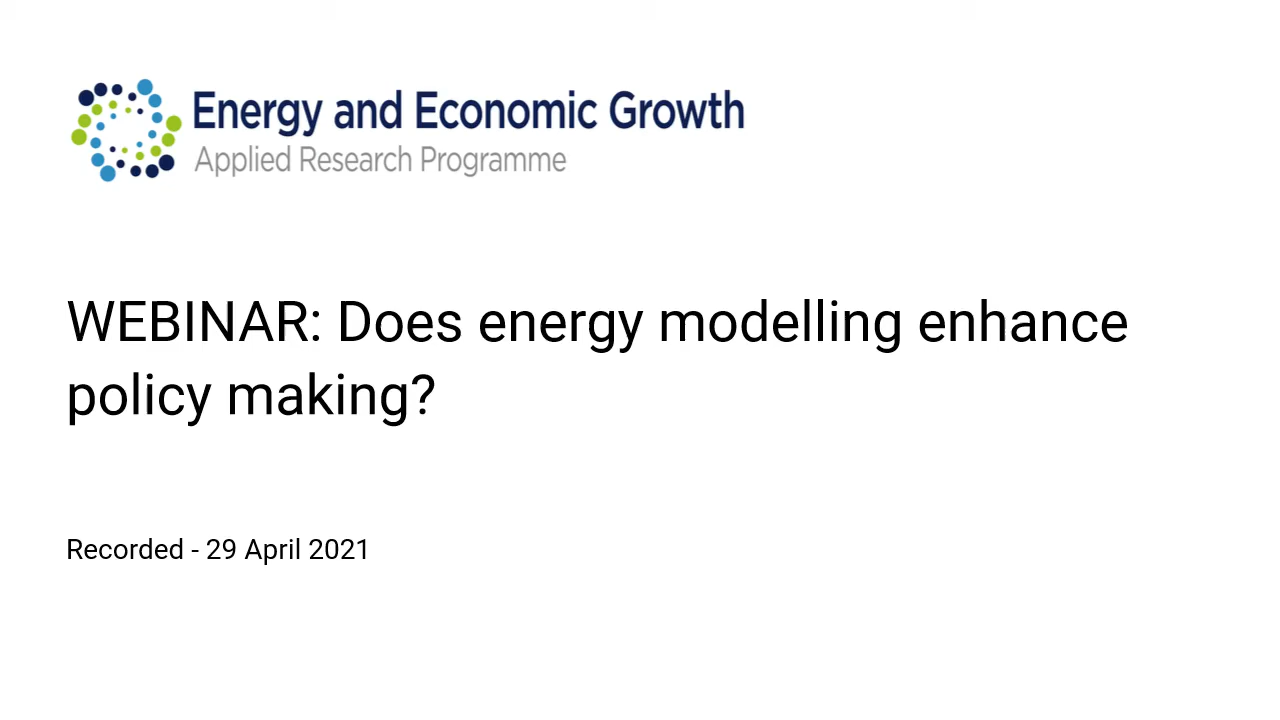 Energy and Economic Growth
Applied Research Programme
WEBINAR: Does energy modelling enhance
policy making?
Recorded - 29 April 2021